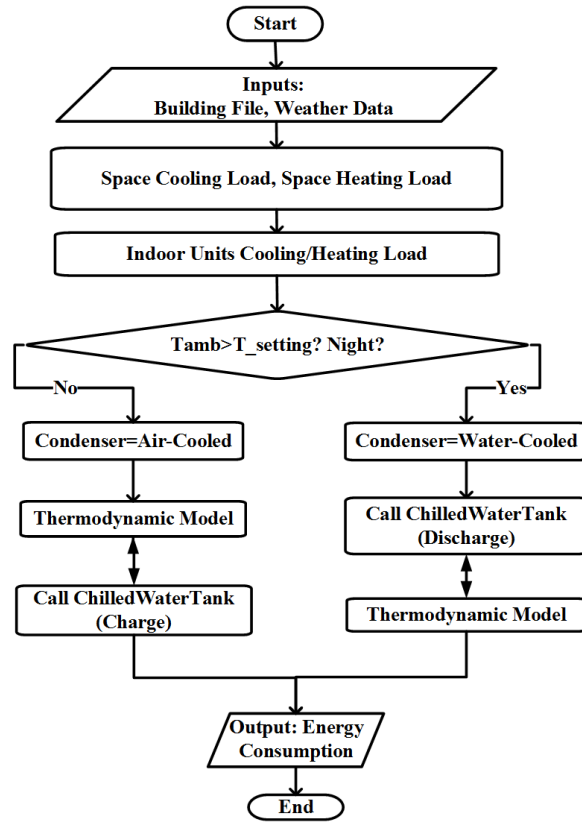 Start
Inputs:
Building File, Weather Data
Space Cooling Load, Space Heating Load
Indoor Units Cooling/Heating Load
Tamb>T_setting? Night?
No
Yes
Condenser=Air-Cooled
Condenser=Water-Cooled
Thermodynamic Model
Call ChilledWaterTank
(Discharge)
Call ChilledWaterTank
(Charge)
Thermodynamic Model
Output: Energy
Consumption
End